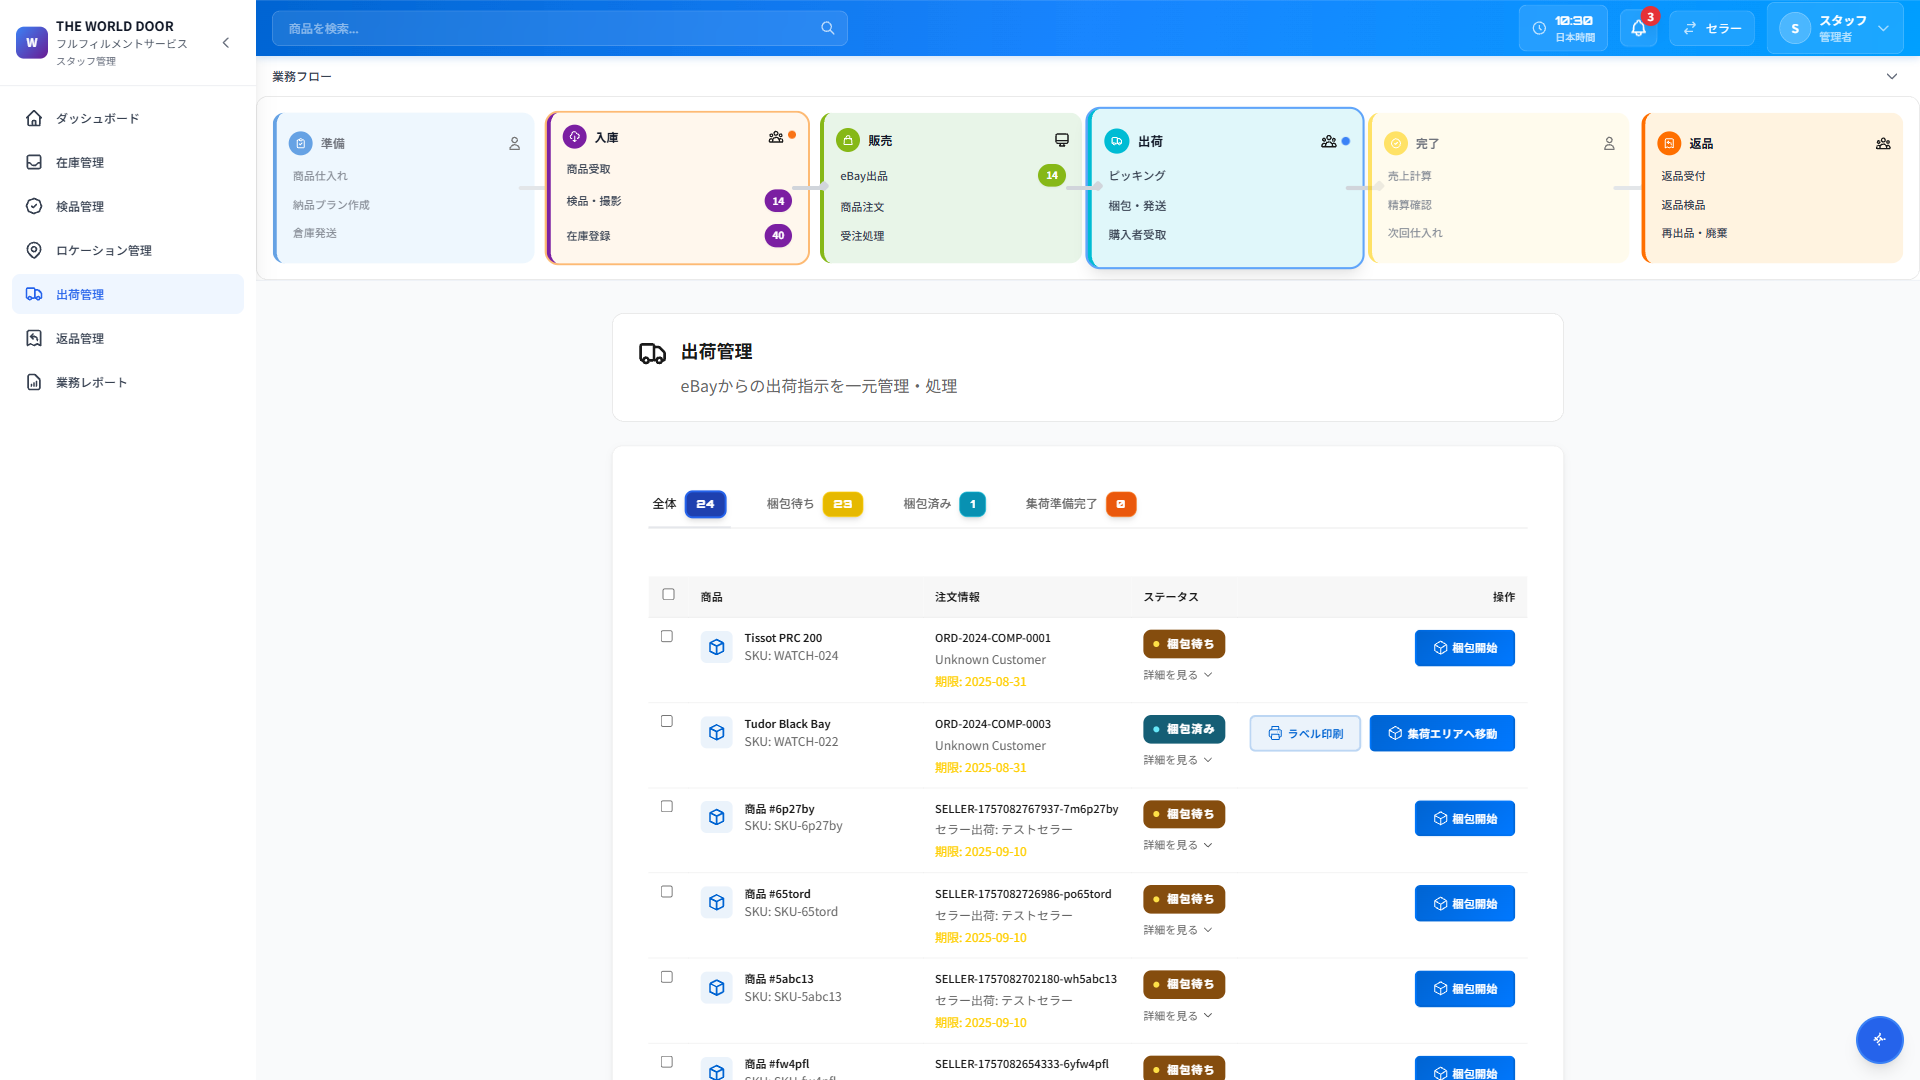 W
THE WORLD DOOR
フルフィルメントサービス
スタッフ管理
ダッシュボード
在庫管理
検品管理
ロケーション管理
出荷管理
返品管理
業務レポート
商品を検索...
10:30
日本時間
3
セラー
S
スタッフ
管理者
業務フロー
準備
商品仕入れ
納品プラン作成
倉庫発送
入庫
商品受取
検品・撮影 14
在庫登録 40
販売
eBay出品 14
商品注文
受注処理
出荷
ピッキング
梱包・発送
購入者受取
完了
売上計算
精算確認
次回仕入れ
返品
返品受付
返品検品
再出品・廃棄
出荷管理
eBayからの出荷指示を一元管理・処理
全体 24 梱包待ち 23 梱包済み 1 集荷準備完了 0
商品 注文情報 ステータス 操作
Tissot PRC 200
SKU: WATCH-024
ORD-2024-COMP-0001
Unknown Customer
期限: 2025-08-31
梱包待ち
詳細を見る
梱包開始
Tudor Black Bay
SKU: WATCH-022
ORD-2024-COMP-0003
Unknown Customer
期限: 2025-08-31
梱包済み
詳細を見る
ラベル印刷
集荷エリアへ移動
商品 #6p27by
SKU: SKU-6p27by
SELLER-1757082767937-7m6p27by
セラー出荷: テストセラー
期限: 2025-09-10
梱包待ち
詳細を見る
梱包開始
商品 #65tord
SKU: SKU-65tord
SELLER-1757082726986-po65tord
セラー出荷: テストセラー
期限: 2025-09-10
梱包待ち
詳細を見る
梱包開始
商品 #5abc13
SKU: SKU-5abc13
SELLER-1757082702180-wh5abc13
セラー出荷: テストセラー
期限: 2025-09-10
梱包待ち
詳細を見る
梱包開始
商品 #fw4pfl
SKU: SKU-fw4pfl
SELLER-1757082654333-6yfw4pfl
梱包待ち
梱包開始